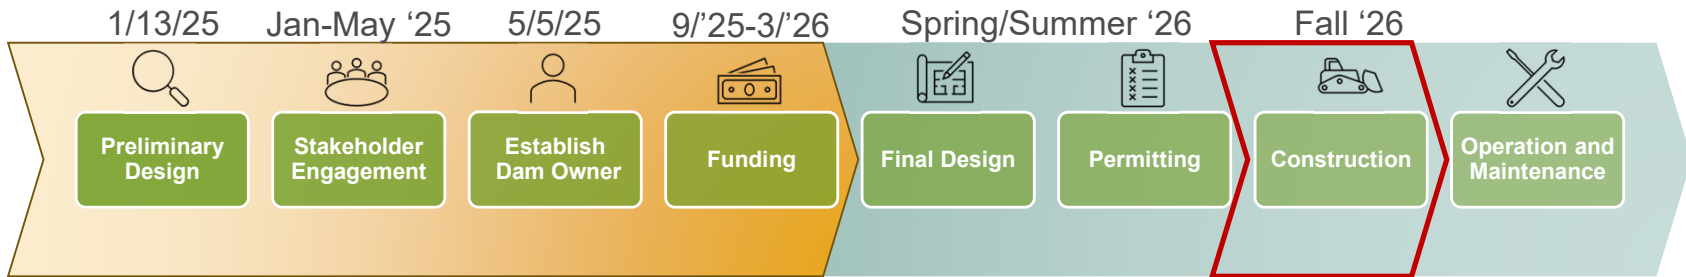 1/13/25
Jan-May ‘25
5/5/25
9/’25-3/’26
Spring/Summer ‘26
Fall ‘26
Preliminary
Design
Stakeholder
Engagement
Establish
Dam Owner
Funding
Final Design
Permitting
Construction
Operation and
Maintenance